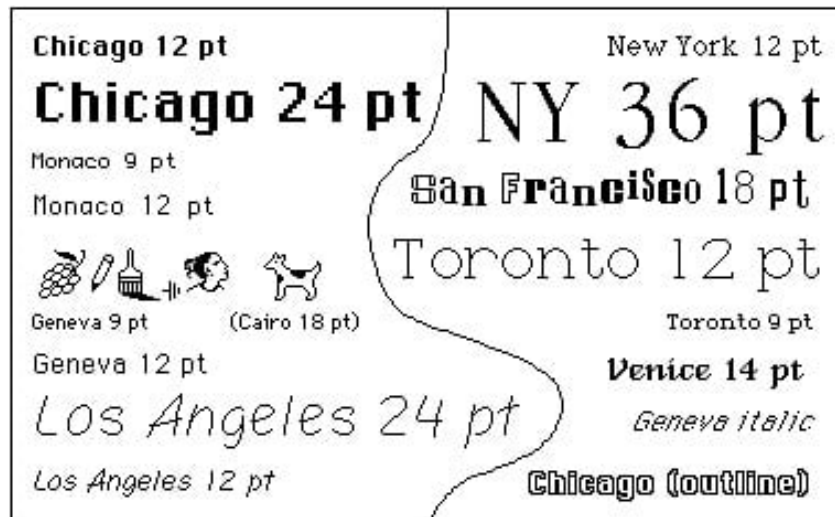 Chicago 12 pt
Chicago 24 pt
Monaco 9 pt
Monaco 12 pt
Geneva 9 pt (Cairo 18 pt)
Geneva 12 pt
Los Angeles 24 pt
Los Angeles 12 pt
New York 12 pt
NY 36 pt
San Francisco 18 pt
Toronto 12 pt
Toronto 9 pt
Venice 14 pt
Geneva italic
Chicago (outline)